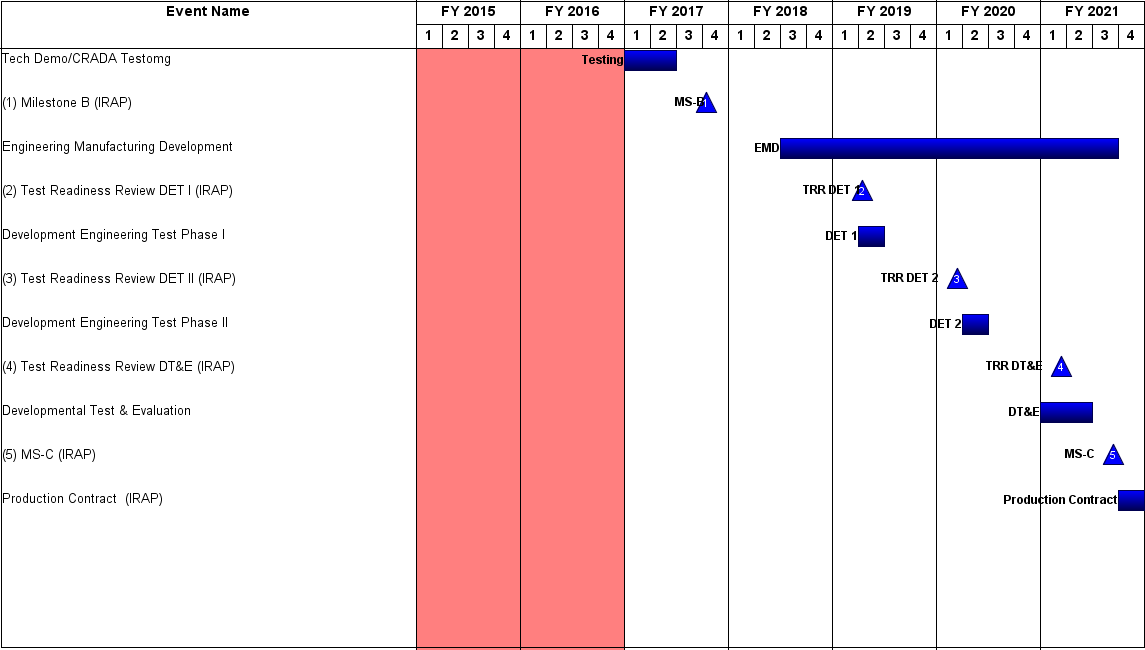 Event Name FY 2015 FY 2016 FY 2017 FY 2018 FY 2019 FY 2020 FY 2021
1 2 3 4 1 2 3 4 1 2 3 4 1 2 3 4 1 2 3 4 1 2 3 4 1 2 3 4
Tech Demo/CRADA Testomg Testing
(1) Milestone B (IRAP) MS-B 1
Engineering Manufacturing Development EMD
(2) Test Readiness Review DET I (IRAP) TRR DET 1 2
Development Engineering Test Phase I DET 1
(3) Test Readiness Review DET II (IRAP) TRR DET 2 3
Development Engineering Test Phase II DET 2
(4) Test Readiness Review DT&E (IRAP) TRR DT&E 4
Developmental Test & Evaluation DT&E
(5) MS-C (IRAP) MS-C 5
Production Contract (IRAP) Production Contract